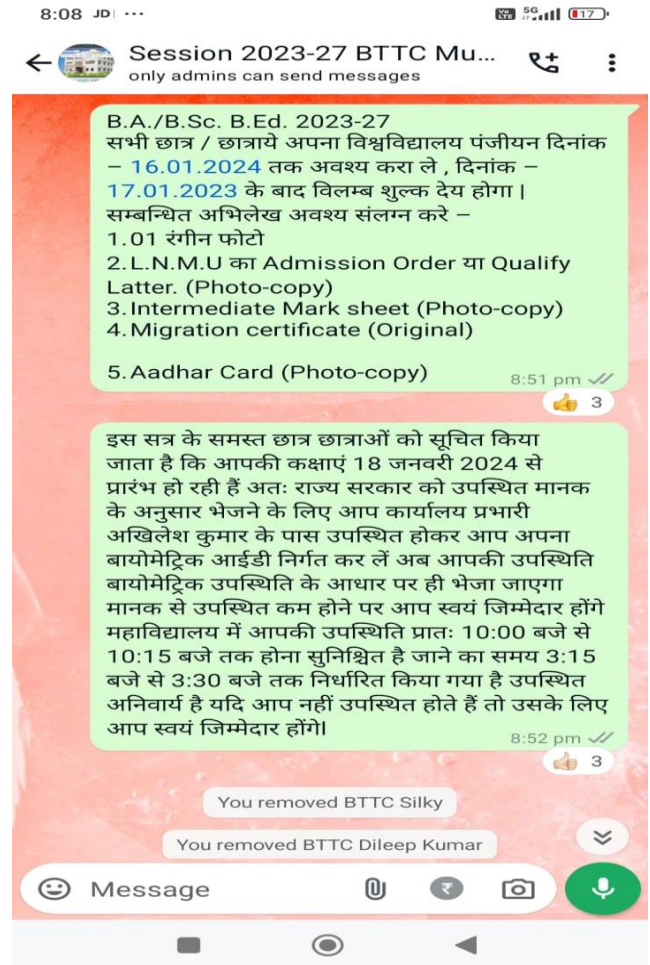 8:08 JD ···
Vo LTE 5G 17
Session 2023-27 BTTC Mu...
only admins can send messages
B.A./B.Sc. B.Ed. 2023-27
सभी छात्र / छात्राये अपना विश्वविद्यालय पंजीयन दिनांक
– 16.01.2024 तक अवश्य करा ले , दिनांक –
17.01.2023 के बाद विलम्ब शुल्क देय होगा |
सम्बन्धित अभिलेख अवश्य संलग्न करे –
1.01 रंगीन फोटो
2.L.N.M.U का Admission Order या Qualify
Latter. (Photo-copy)
3.Intermediate Mark sheet (Photo-copy)
4.Migration certificate (Original)
5.Aadhar Card (Photo-copy)
8:51 pm
👍 3
इस सत्र के समस्त छात्र छात्राओं को सूचित किया
जाता है कि आपकी कक्षाएं 18 जनवरी 2024 से
प्रारंभ हो रही हैं अतः राज्य सरकार को उपस्थित मानक
के अनुसार भेजने के लिए आप कार्यालय प्रभारी
अखिलेश कुमार के पास उपस्थित होकर आप अपना
बायोमेट्रिक आईडी निर्गत कर लें अब आपकी उपस्थिति
बायोमेट्रिक उपस्थिति के आधार पर ही भेजा जाएगा
मानक से उपस्थित कम होने पर आप स्वयं जिम्मेदार होंगे
महाविद्यालय में आपकी उपस्थिति प्रातः 10:00 बजे से
10:15 बजे तक होना सुनिश्चित है जाने का समय 3:15
बजे से 3:30 बजे तक निर्धारित किया गया है उपस्थित
अनिवार्य है यदि आप नहीं उपस्थित होते हैं तो उसके लिए
आप स्वयं जिम्मेदार होंगे।
8:52 pm
👍🏻 3
You removed BTTC Silky
You removed BTTC Dileep Kumar
Message
₹